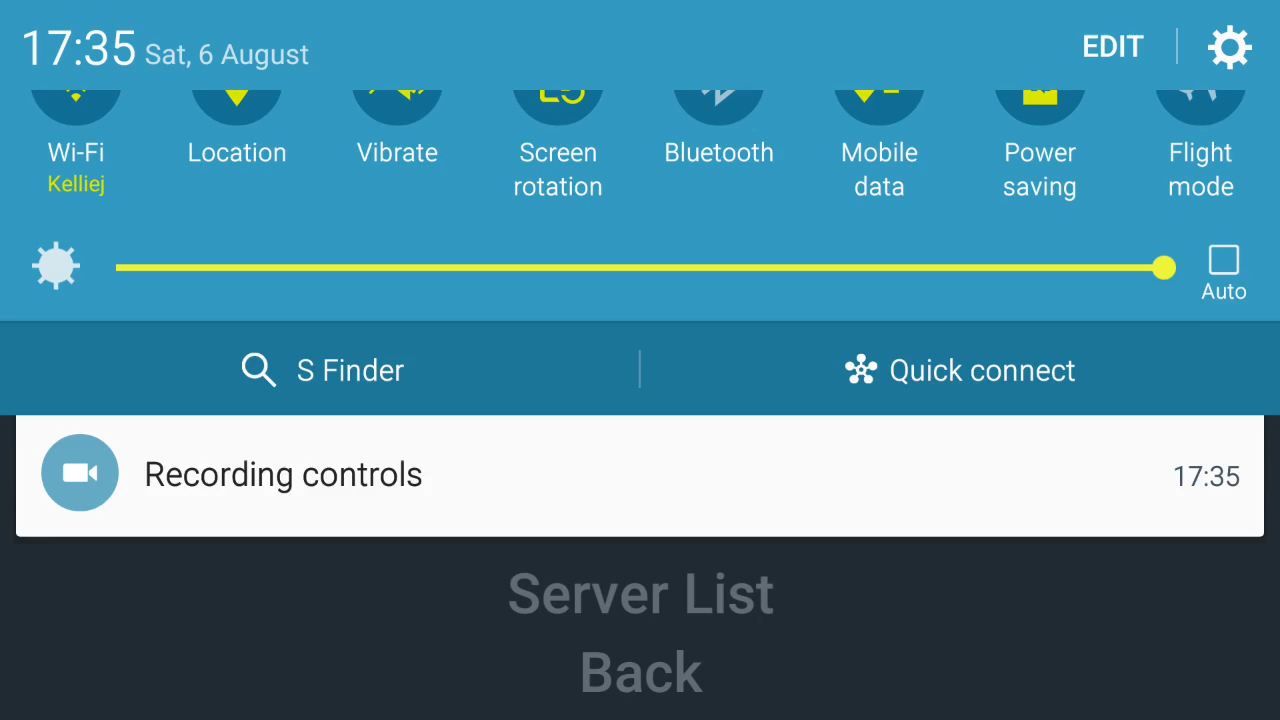 17:35 Sat, 6 August EDIT
Wi-Fi Location Vibrate Screen rotation Bluetooth Mobile data Power saving Flight mode
Kelliej
Auto
S Finder Quick connect
Recording controls 17:35
Server List
Back